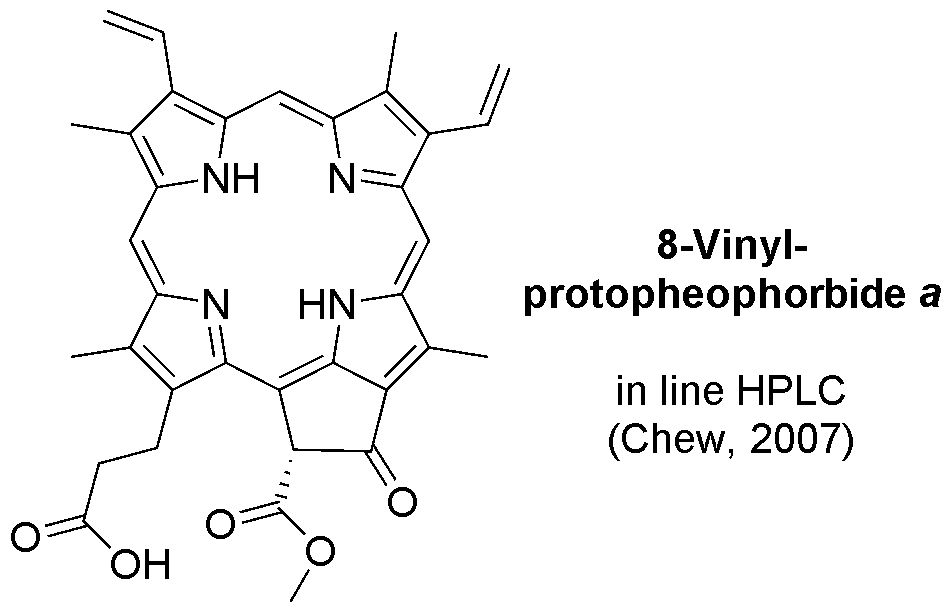 NH
N
8-Vinyl-
protopheophorbide a
N
HN
in line HPLC
(Chew, 2007)
O
O
O
OH
O